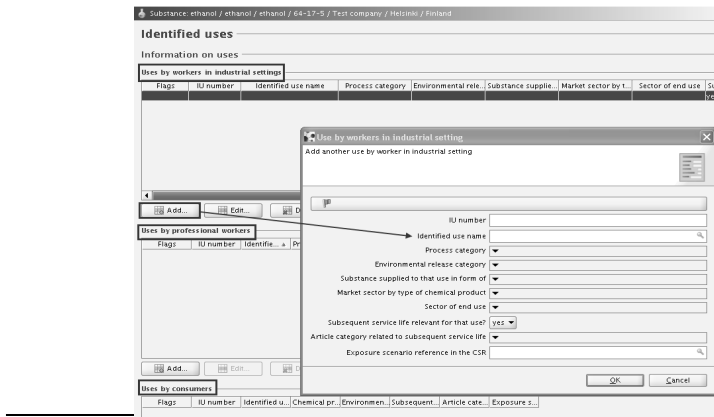 Substance: ethanol / ethanol / ethanol / 64-17-5 / Test company / Helsinki / Finland
Identified uses
Information on uses
Uses by workers in industrial settings
Flags IU number Identified use name Process category Environmental rele... Substance supplie... Market sector by t... Sector of end use Su
ye
Use by workers in industrial setting
Add another use by worker in industrial setting
Add... Edit... D
IU number
Identified use name
Process category
Environmental release category
Substance supplied to that use in form of
Market sector by type of chemical product
Sector of end use
Subsequent service life relevant for that use? yes
Article category related to subsequent service life
Exposure scenario reference in the CSR
OK Cancel
Uses by professional workers
Flags IU number Identifie... Pr
Add... Edit... D
Uses by consumers
Flags IU number Identified u... Chemical pr... Environmen... Subsequent... Article cate... Exposure s...